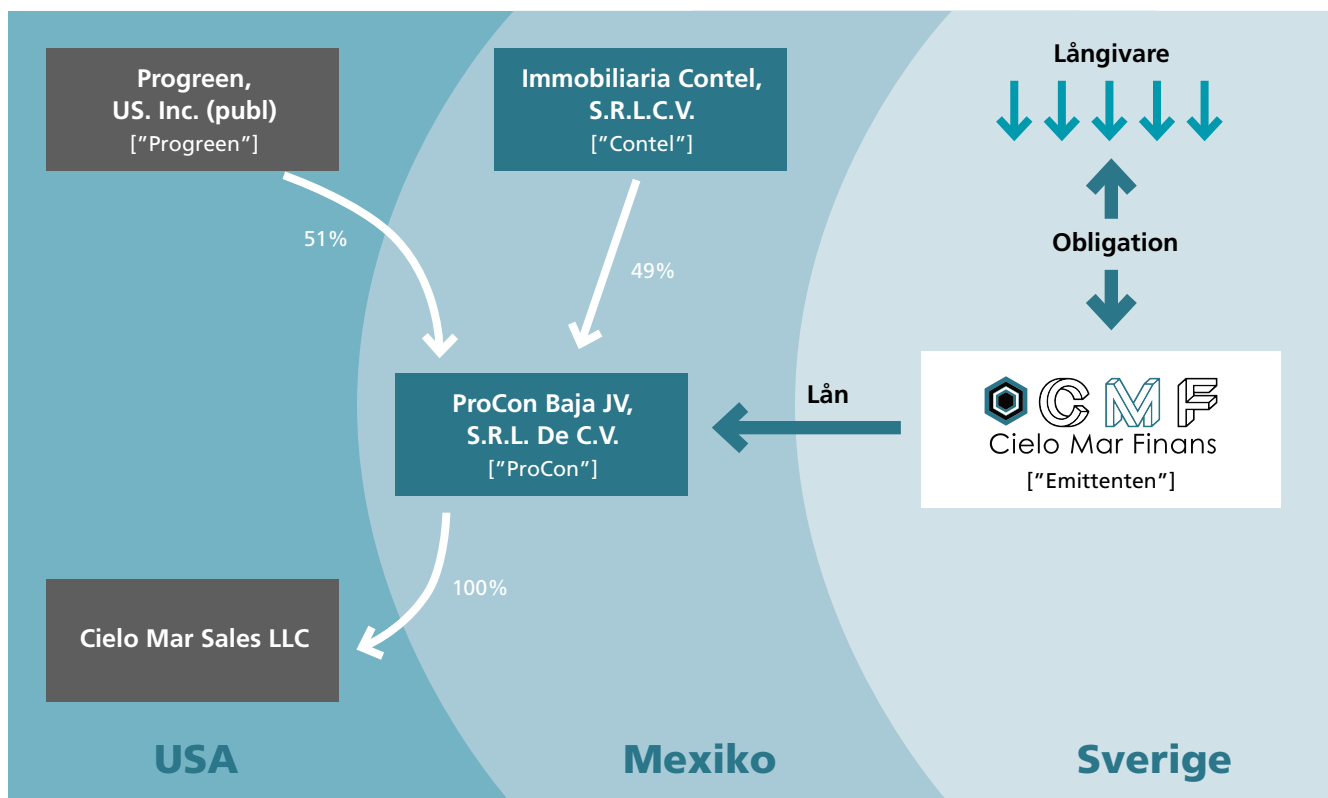 Progreen,
US. Inc. (publ)
["Progreen"]
Immobiliaria Contel,
S.R.L.C.V.
["Contel"]
Långivare
51%
49%
Obligation
ProCon Baja JV,
S.R.L. De C.V.
["ProCon"]
Lån
CMF
Cielo Mar Finans
["Emittenten"]
100%
Cielo Mar Sales LLC
USA
Mexiko
Sverige